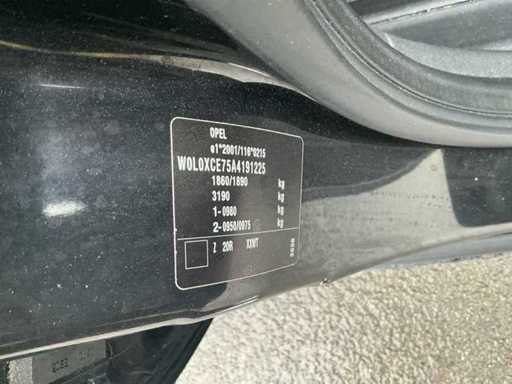 OPEL
e1*2001/116*0215
W0L0XCE75A4191225
1860/1890 kg
3190 kg
1-0980 kg
2-0950/0975 kg
Z 20R XXWT